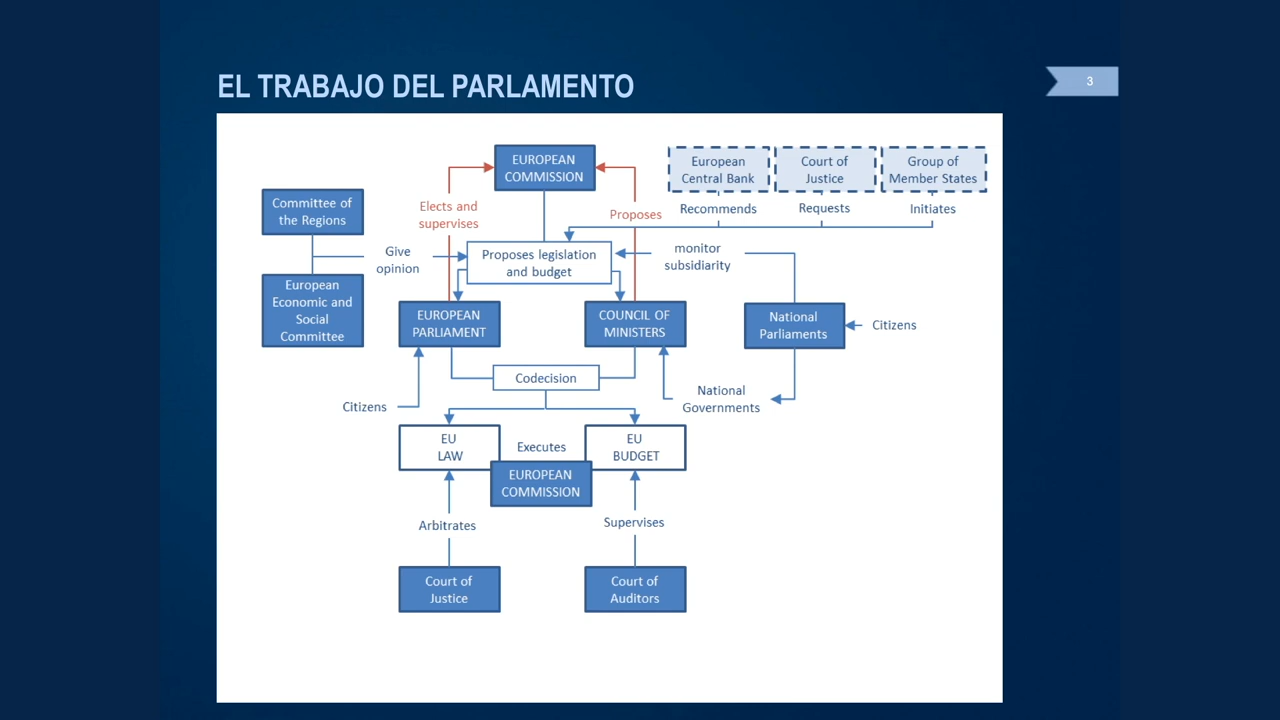 EL TRABAJO DEL PARLAMENTO
3
EUROPEAN
COMMISSION
European
Central Bank
Court of
Justice
Group of
Member States
Committee of
the Regions
Elects and
supervises
Proposes
Recommends
Requests
Initiates
Give
opinion
Proposes legislation
and budget
monitor
subsidiarity
European
Economic and
Social
Committee
EUROPEAN
PARLIAMENT
COUNCIL OF
MINISTERS
National
Parliaments
Citizens
Codecision
Citizens
National
Governments
EU
LAW
Executes
EU
BUDGET
EUROPEAN
COMMISSION
Arbitrates
Supervises
Court of
Justice
Court of
Auditors